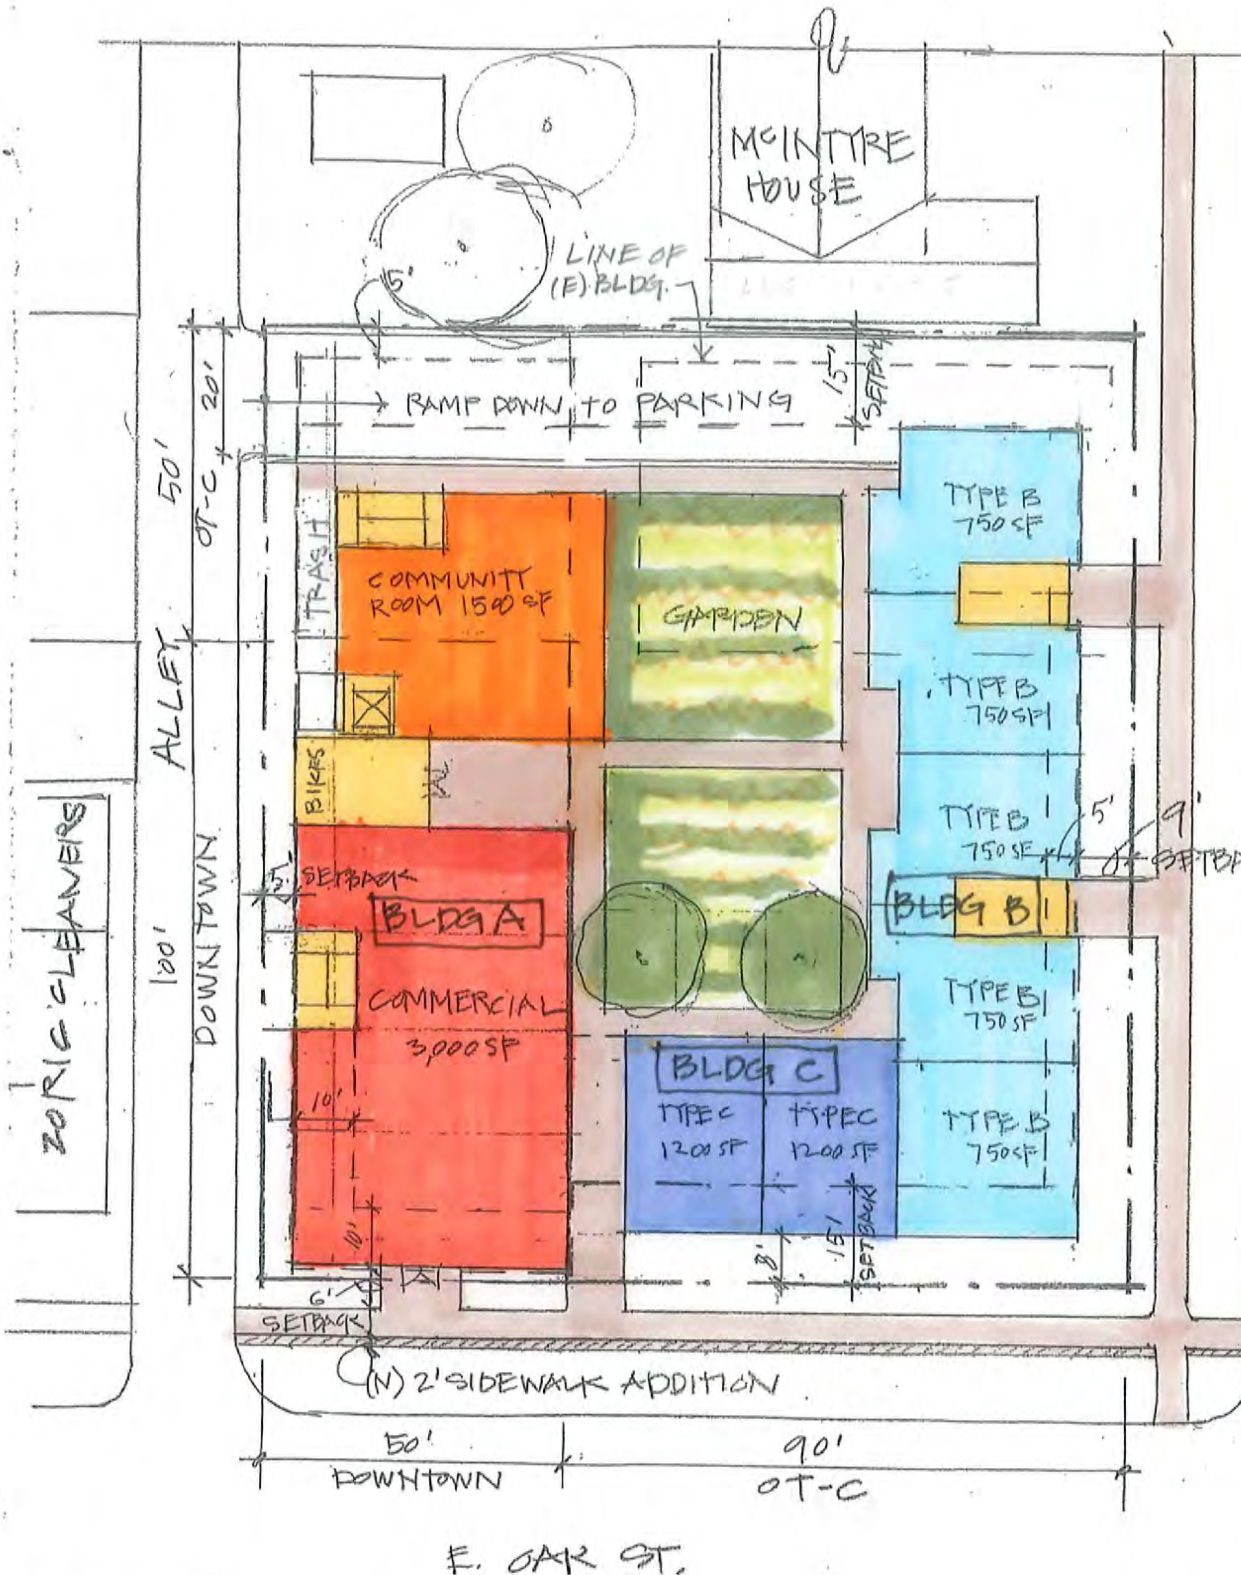 McINTYRE
HOUSE
LINE OF
(E) BLDG.
5'
15'
SETBACK
RAMP DOWN TO PARKING
20'
50'
OT-C
ALLEY
TRASH
COMMUNITY
ROOM 1500 SF
GARDEN
TYPE B
750 SF
TYPE B
750 SF
BIKES
TYPE B
750 SF
5'
9'
SETBA
ZORIC CLEANERS
100'
DOWNTOWN
5'
SETBACK
BLDG A
BLDG B
COMMERCIAL
3,000 SF
TYPE B
750 SF
BLDG C
10'
TYPE C
1200 SF
TYPE C
1200 SF
TYPE B
750 SF
10'
8'
15'
SETBACK
6'
SETBACK
(N) 2' SIDEWALK ADDITION
50'
DOWNTOWN
90'
OT-C
E. OAK ST.